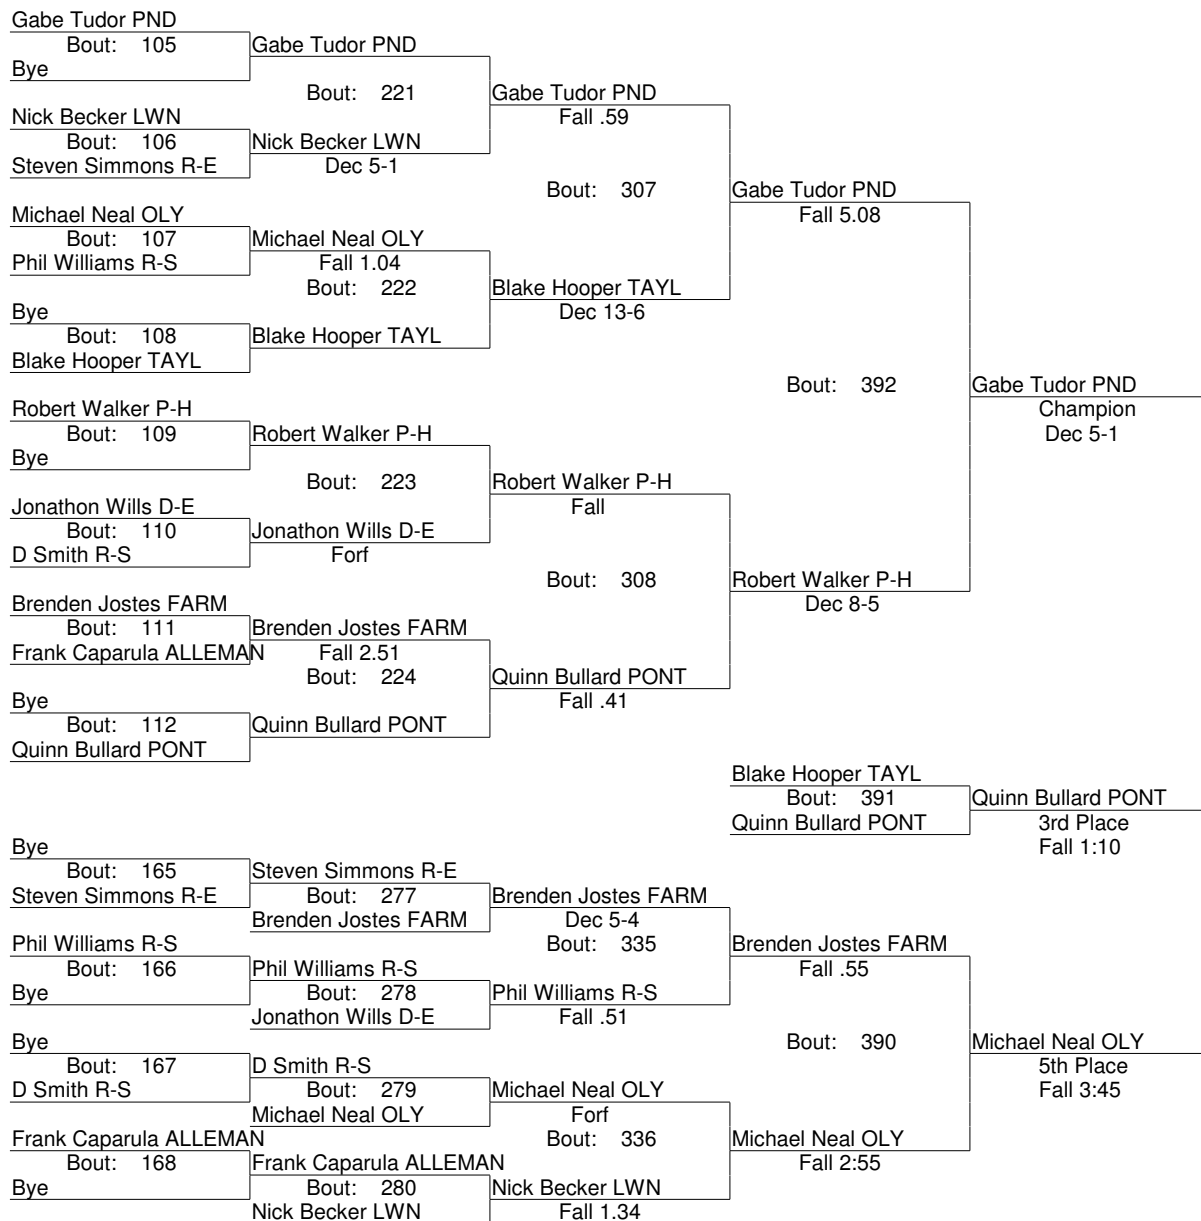 Gabe Tudor PND
Bout: 105
Gabe Tudor PND
Bye
Bout: 221
Gabe Tudor PND
Fall .59
Nick Becker LWN
Bout: 106
Nick Becker LWN
Steven Simmons R-E
Dec 5-1
Bout: 307
Gabe Tudor PND
Fall 5.08
Michael Neal OLY
Bout: 107
Michael Neal OLY
Phil Williams R-S
Fall 1.04
Bout: 222
Blake Hooper TAYL
Dec 13-6
Bye
Bout: 108
Blake Hooper TAYL
Blake Hooper TAYL
Bout: 392
Gabe Tudor PND
Champion
Dec 5-1
Robert Walker P-H
Bout: 109
Robert Walker P-H
Bye
Bout: 223
Robert Walker P-H
Fall
Jonathon Wills D-E
Bout: 110
Jonathon Wills D-E
D Smith R-S
Forf
Bout: 308
Robert Walker P-H
Dec 8-5
Brenden Jostes FARM
Bout: 111
Brenden Jostes FARM
Frank Caparula ALLEMAN
Fall 2.51
Bout: 224
Quinn Bullard PONT
Fall .41
Bye
Bout: 112
Quinn Bullard PONT
Quinn Bullard PONT
Blake Hooper TAYL
Bout: 391
Quinn Bullard PONT
Quinn Bullard PONT
3rd Place
Fall 1:10
Bye
Bout: 165
Steven Simmons R-E
Steven Simmons R-E
Bout: 277
Brenden Jostes FARM
Brenden Jostes FARM
Dec 5-4
Bout: 335
Brenden Jostes FARM
Fall .55
Phil Williams R-S
Bout: 166
Phil Williams R-S
Bye
Bout: 278
Phil Williams R-S
Jonathon Wills D-E
Fall .51
Bout: 390
Michael Neal OLY
5th Place
Fall 3:45
Bye
Bout: 167
D Smith R-S
D Smith R-S
Bout: 279
Michael Neal OLY
Michael Neal OLY
Forf
Bout: 336
Michael Neal OLY
Fall 2:55
Frank Caparula ALLEMAN
Bout: 168
Frank Caparula ALLEMAN
Bye
Bout: 280
Nick Becker LWN
Nick Becker LWN
Fall 1.34